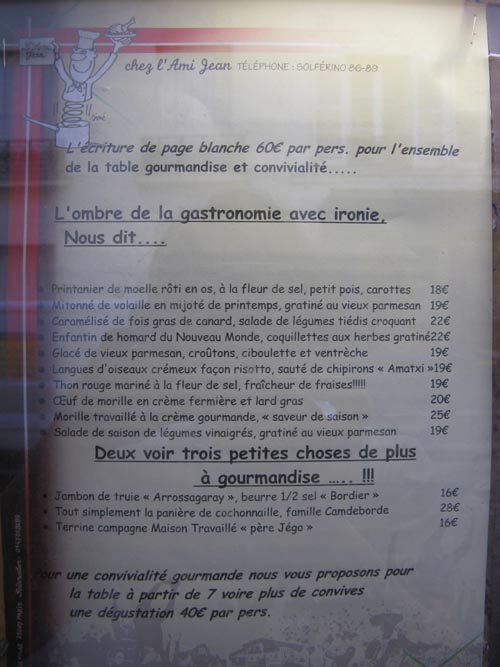 chez l'Ami Jean TÉLÉPHONE : SOLFÉRINO 86-89
L'écriture de page blanche 60€ par pers. pour l'ensemble
de la table gourmandise et convivialité.....
L'ombre de la gastronomie avec ironie,
Nous dit....
Printanier de moelle rôti en os, à la fleur de sel, petit pois, carottes 18€
Mitonné de volaille en mijoté de printemps, gratiné au vieux parmesan 19€
Caramélisé de fois gras de canard, salade de légumes tiédis croquant 22€
Enfantin de homard du Nouveau Monde, coquillettes aux herbes gratiné22€
Glacé de vieux parmesan, croûtons, ciboulette et ventrèche 19€
Langues d'oiseaux crémeux façon risotto, sauté de chipirons « Amatxi »19€
Thon rouge mariné à la fleur de sel, fraîcheur de fraises!!!!! 19€
Œuf de morille en crème fermière et lard gras 20€
Morille travaillé à la crème gourmande, « saveur de saison » 25€
Salade de saison de légumes vinaigrés, gratiné au vieux parmesan 19€
Deux voir trois petites choses de plus
à gourmandise ..... !!!
Jambon de truie « Arrossagaray », beurre 1/2 sel « Bordier » 16€
Tout simplement la panière de cochonnaille, famille Camdeborde 28€
Terrine campagne Maison Travaillé « père Jégo » 16€
Pour une convivialité gourmande nous vous proposons pour
la table à partir de 7 voire plus de convives
une dégustation 40€ par pers.